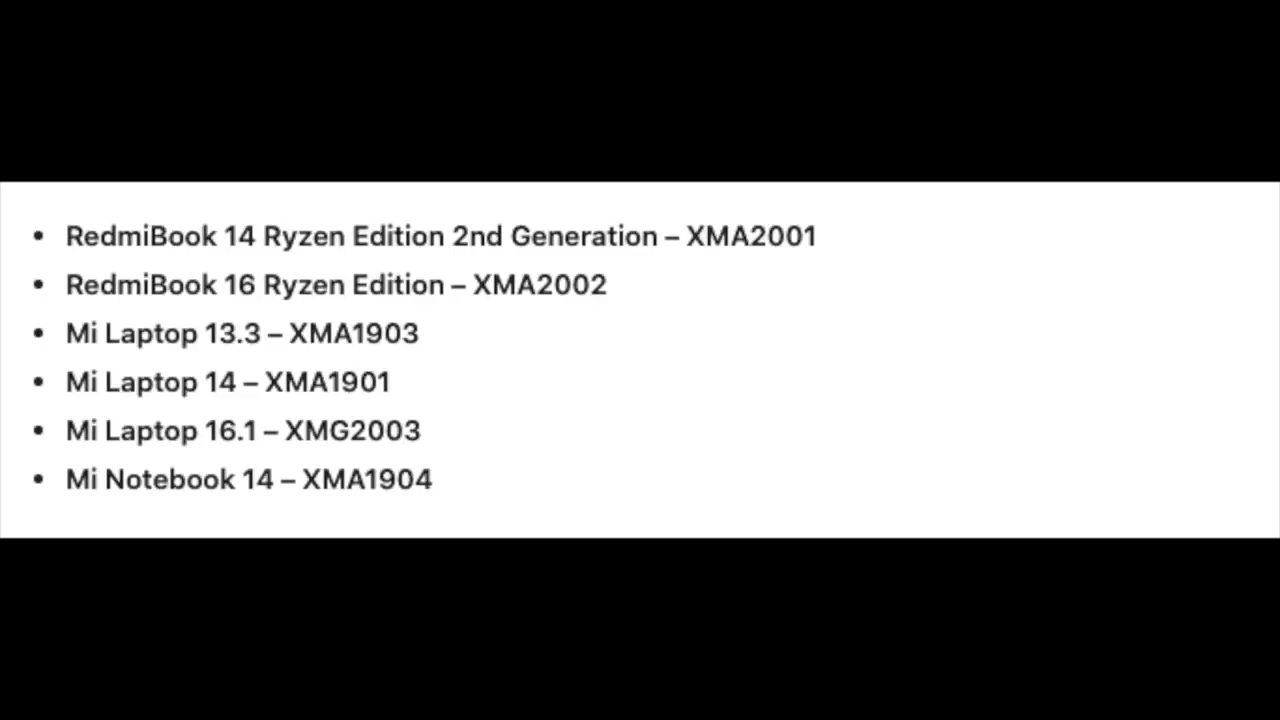 • RedmiBook 14 Ryzen Edition 2nd Generation – XMA2001
• RedmiBook 16 Ryzen Edition – XMA2002
• Mi Laptop 13.3 – XMA1903
• Mi Laptop 14 – XMA1901
• Mi Laptop 16.1 – XMG2003
• Mi Notebook 14 – XMA1904